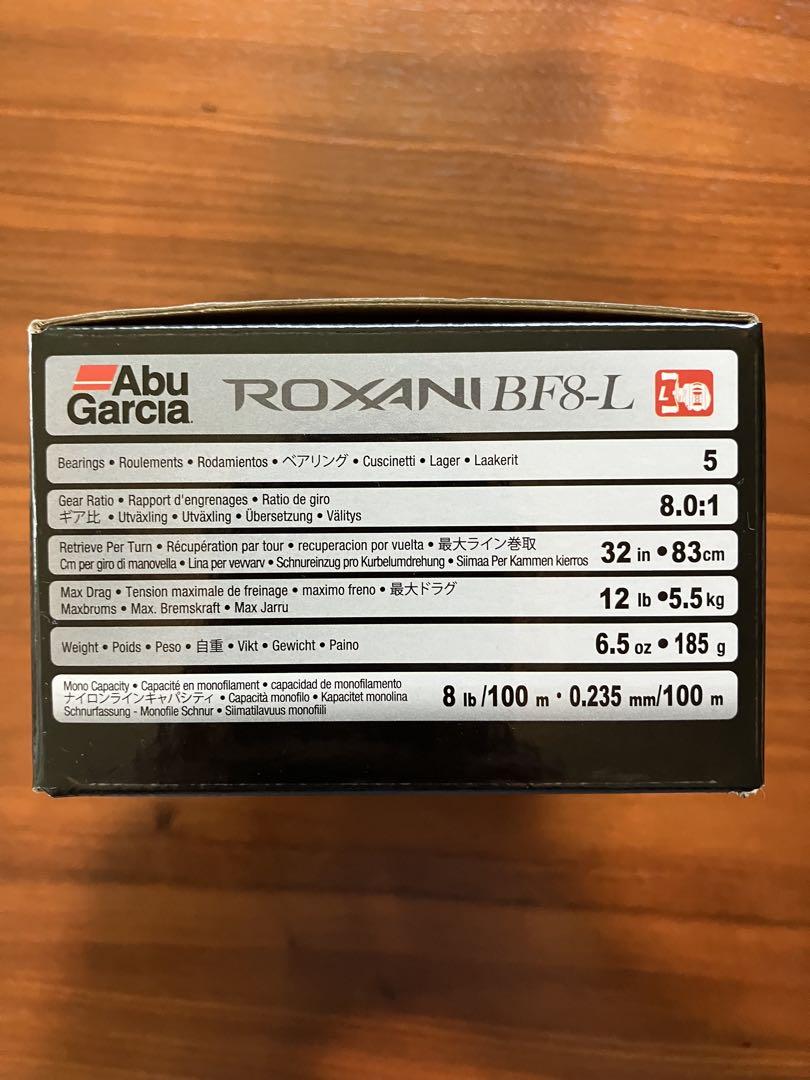 Abu Garcia ROXANI BF8-L L
Bearings • Roulements • Rodamientos • ベアリング • Cuscinetti • Lager • Laakerit 5
Gear Ratio • Rapport d'engrenages • Ratio de giro
ギア比 • Utväxling • Utväxling • Übersetzung • Välitys 8.0:1
Retrieve Per Turn • Récupération par tour • recuperacion por vuelta • 最大ライン巻取
Cm per giro di manovella • Lina per vevvarv • Schnureinzug pro Kurbelumdrehung • Siimaa Per Kammen kierros 32 in • 83cm
Max Drag • Tension maximale de freinage • maximo freno • 最大ドラグ
Maxbroms • Max. Bremskraft • Max Jarru 12 lb • 5.5 kg
Weight • Poids • Peso • 自重 • Vikt • Gewicht • Paino 6.5 oz • 185 g
Mono Capacity • Capacité en monofilament • capacidad de monofilamento
ナイロンラインキャパシティ • Capacità monofilo • Kapacitet monolina
Schnurfassung - Monofile Schnur • Siimatilavuus monofiili 8 lb /100 m · 0.235 mm/100 m